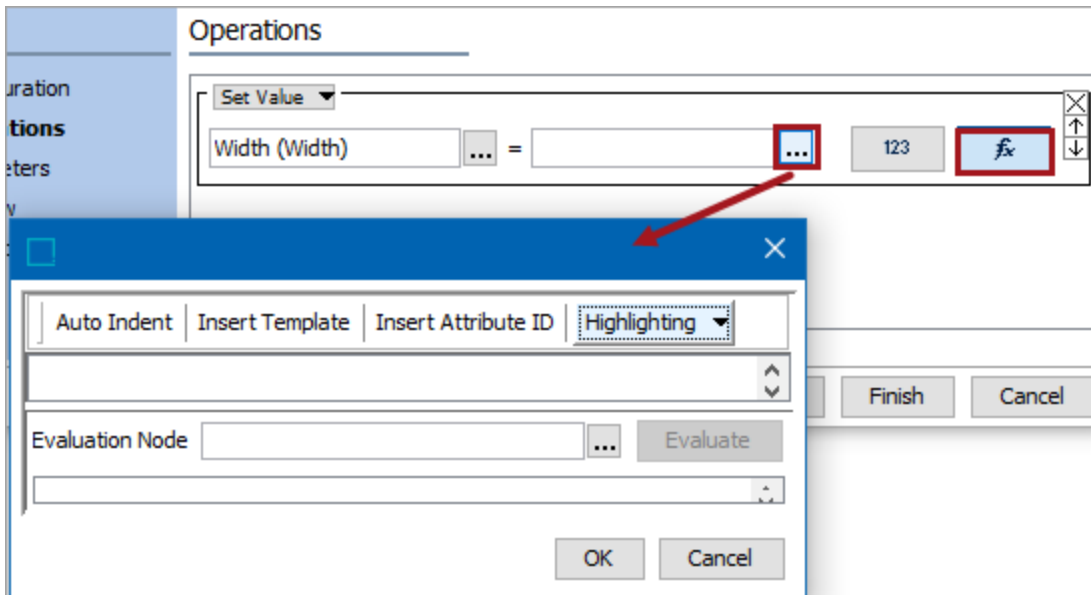 Operations
uration
Set Value
tions
Width (Width) ... = ... 123 fx
eters
Auto Indent Insert Template Insert Attribute ID Highlighting
Finish Cancel
Evaluation Node ... Evaluate
OK Cancel